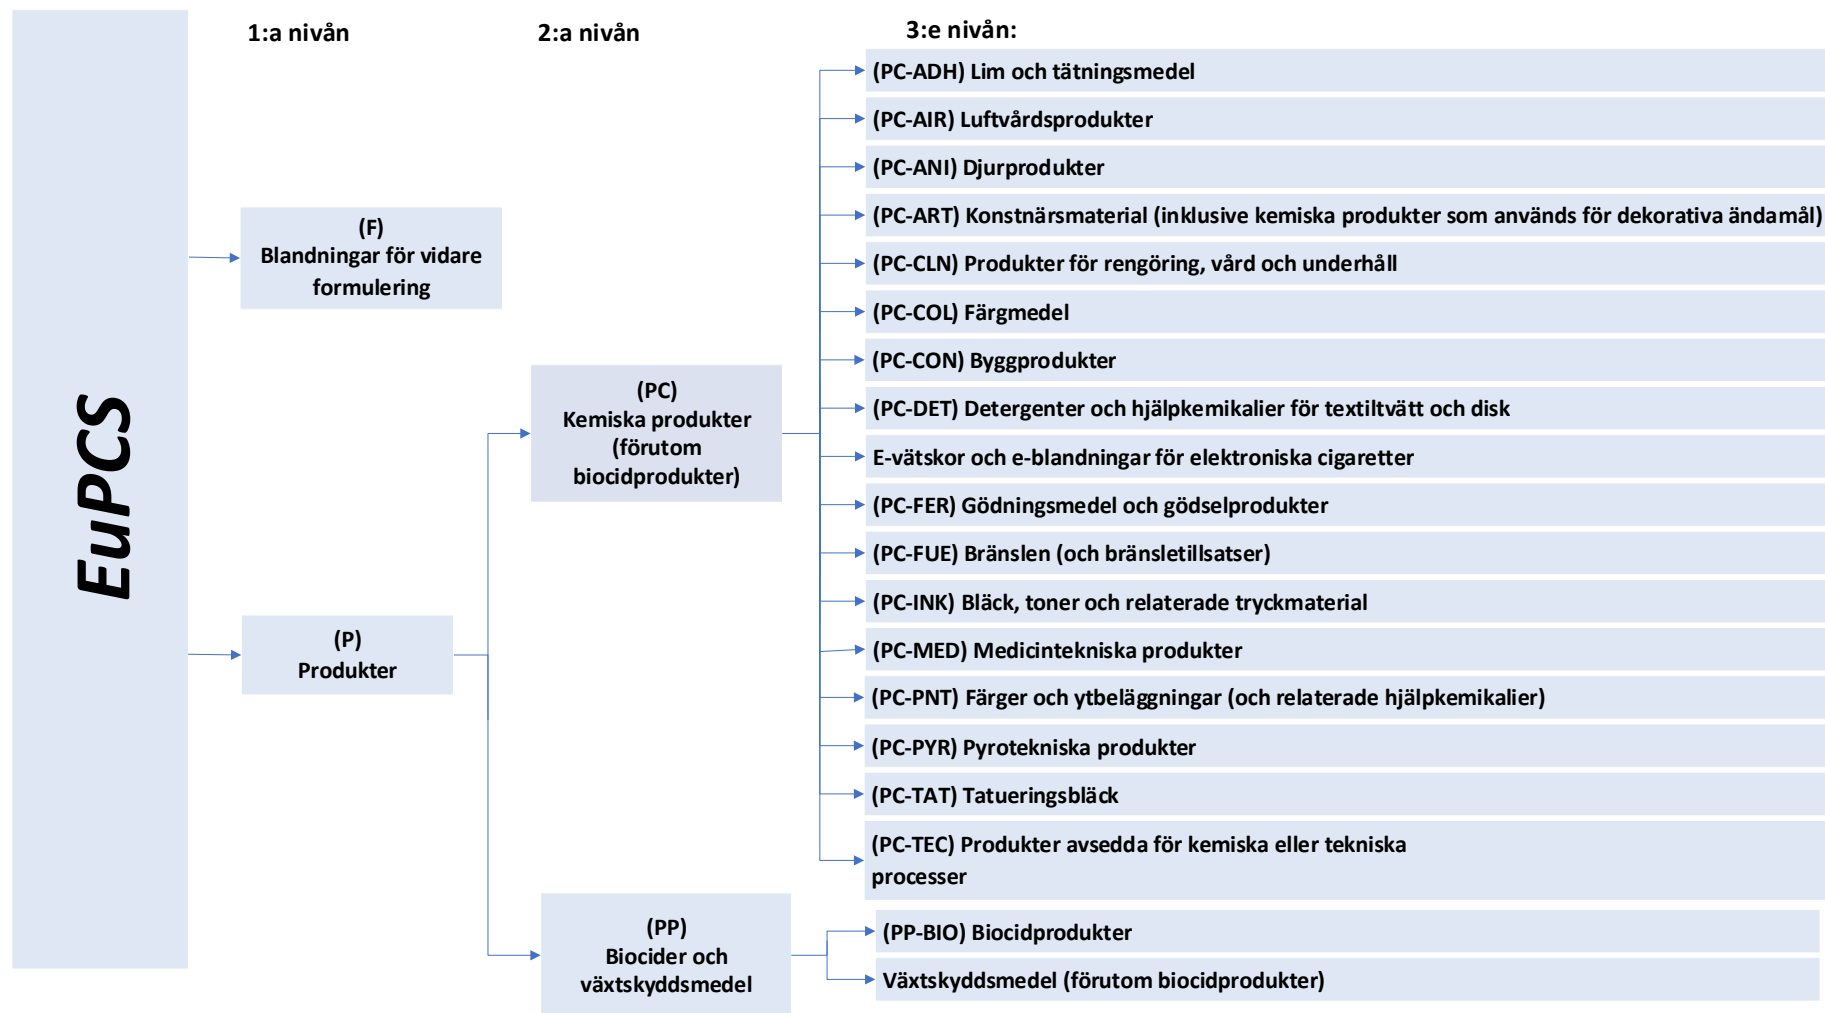 EuPCS
1:a nivån
2:a nivån
3:e nivån:
(F)
Blandningar för vidare
formulering
(P)
Produkter
(PC)
Kemiska produkter
(förutom
biocidprodukter)
(PP)
Biocider och
växtskyddsmedel
(PC-ADH) Lim och tätningsmedel
(PC-AIR) Luftvårdsprodukter
(PC-ANI) Djurprodukter
(PC-ART) Konstnärsmaterial (inklusive kemiska produkter som används för dekorativa ändamål)
(PC-CLN) Produkter för rengöring, vård och underhåll
(PC-COL) Färgmedel
(PC-CON) Byggprodukter
(PC-DET) Detergenter och hjälpkemikalier för textiltvätt och disk
E-vätskor och e-blandningar för elektroniska cigaretter
(PC-FER) Gödningsmedel och gödselprodukter
(PC-FUE) Bränslen (och bränsletillsatser)
(PC-INK) Bläck, toner och relaterade tryckmaterial
(PC-MED) Medicintekniska produkter
(PC-PNT) Färger och ytbeläggningar (och relaterade hjälpkemikalier)
(PC-PYR) Pyrotekniska produkter
(PC-TAT) Tatueringsbläck
(PC-TEC) Produkter avsedda för kemiska eller tekniska
processer
(PP-BIO) Biocidprodukter
Växtskyddsmedel (förutom biocidprodukter)